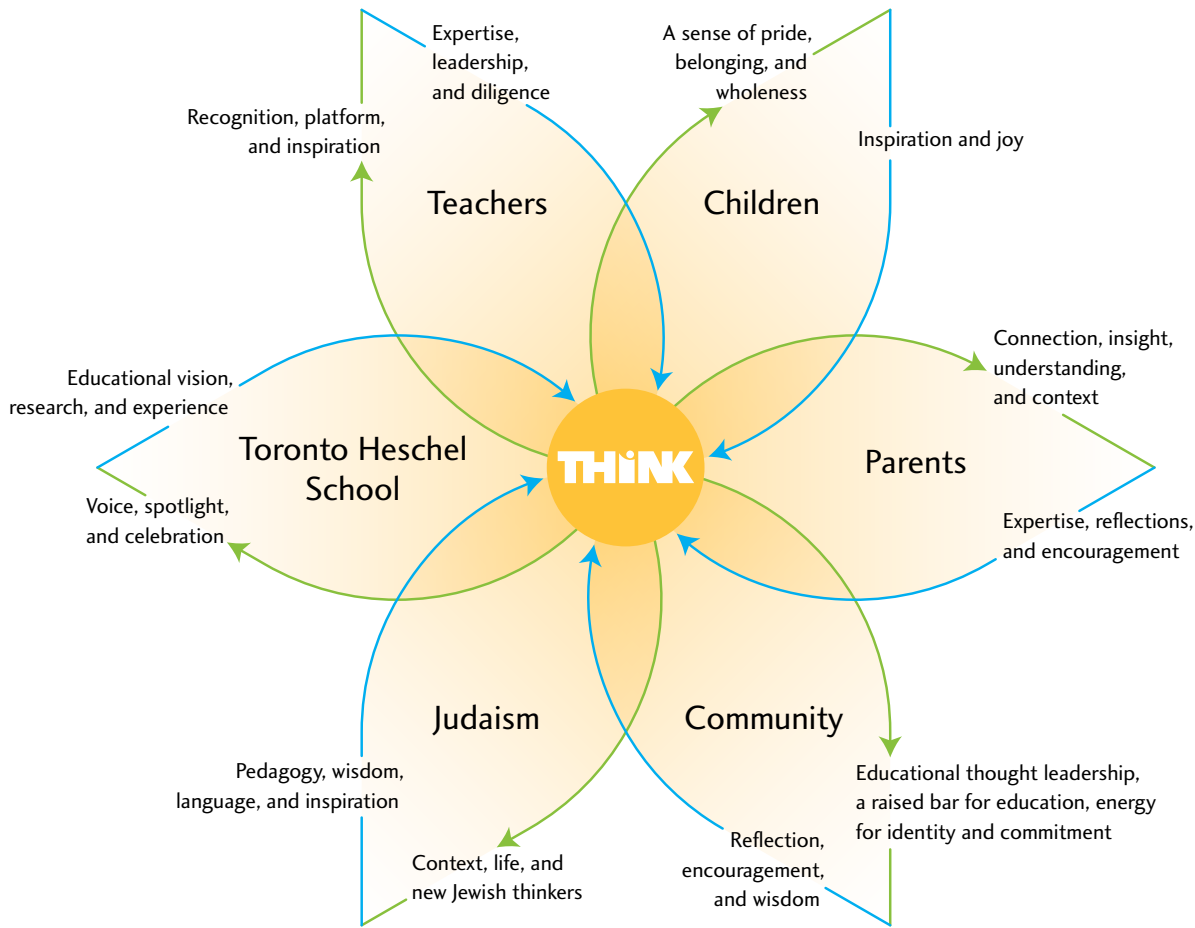 Expertise,
leadership,
and diligence
A sense of pride,
belonging, and
wholeness
Recognition, platform,
and inspiration
Inspiration and joy
Teachers
Children
Connection, insight,
understanding,
and context
Educational vision,
research, and experience
Toronto Heschel
School
THiNK
Parents
Voice, spotlight,
and celebration
Expertise, reflections,
and encouragement
Judaism
Community
Pedagogy, wisdom,
language, and inspiration
Educational thought leadership,
a raised bar for education, energy
for identity and commitment
Context, life, and
new Jewish thinkers
Reflection,
encouragement,
and wisdom